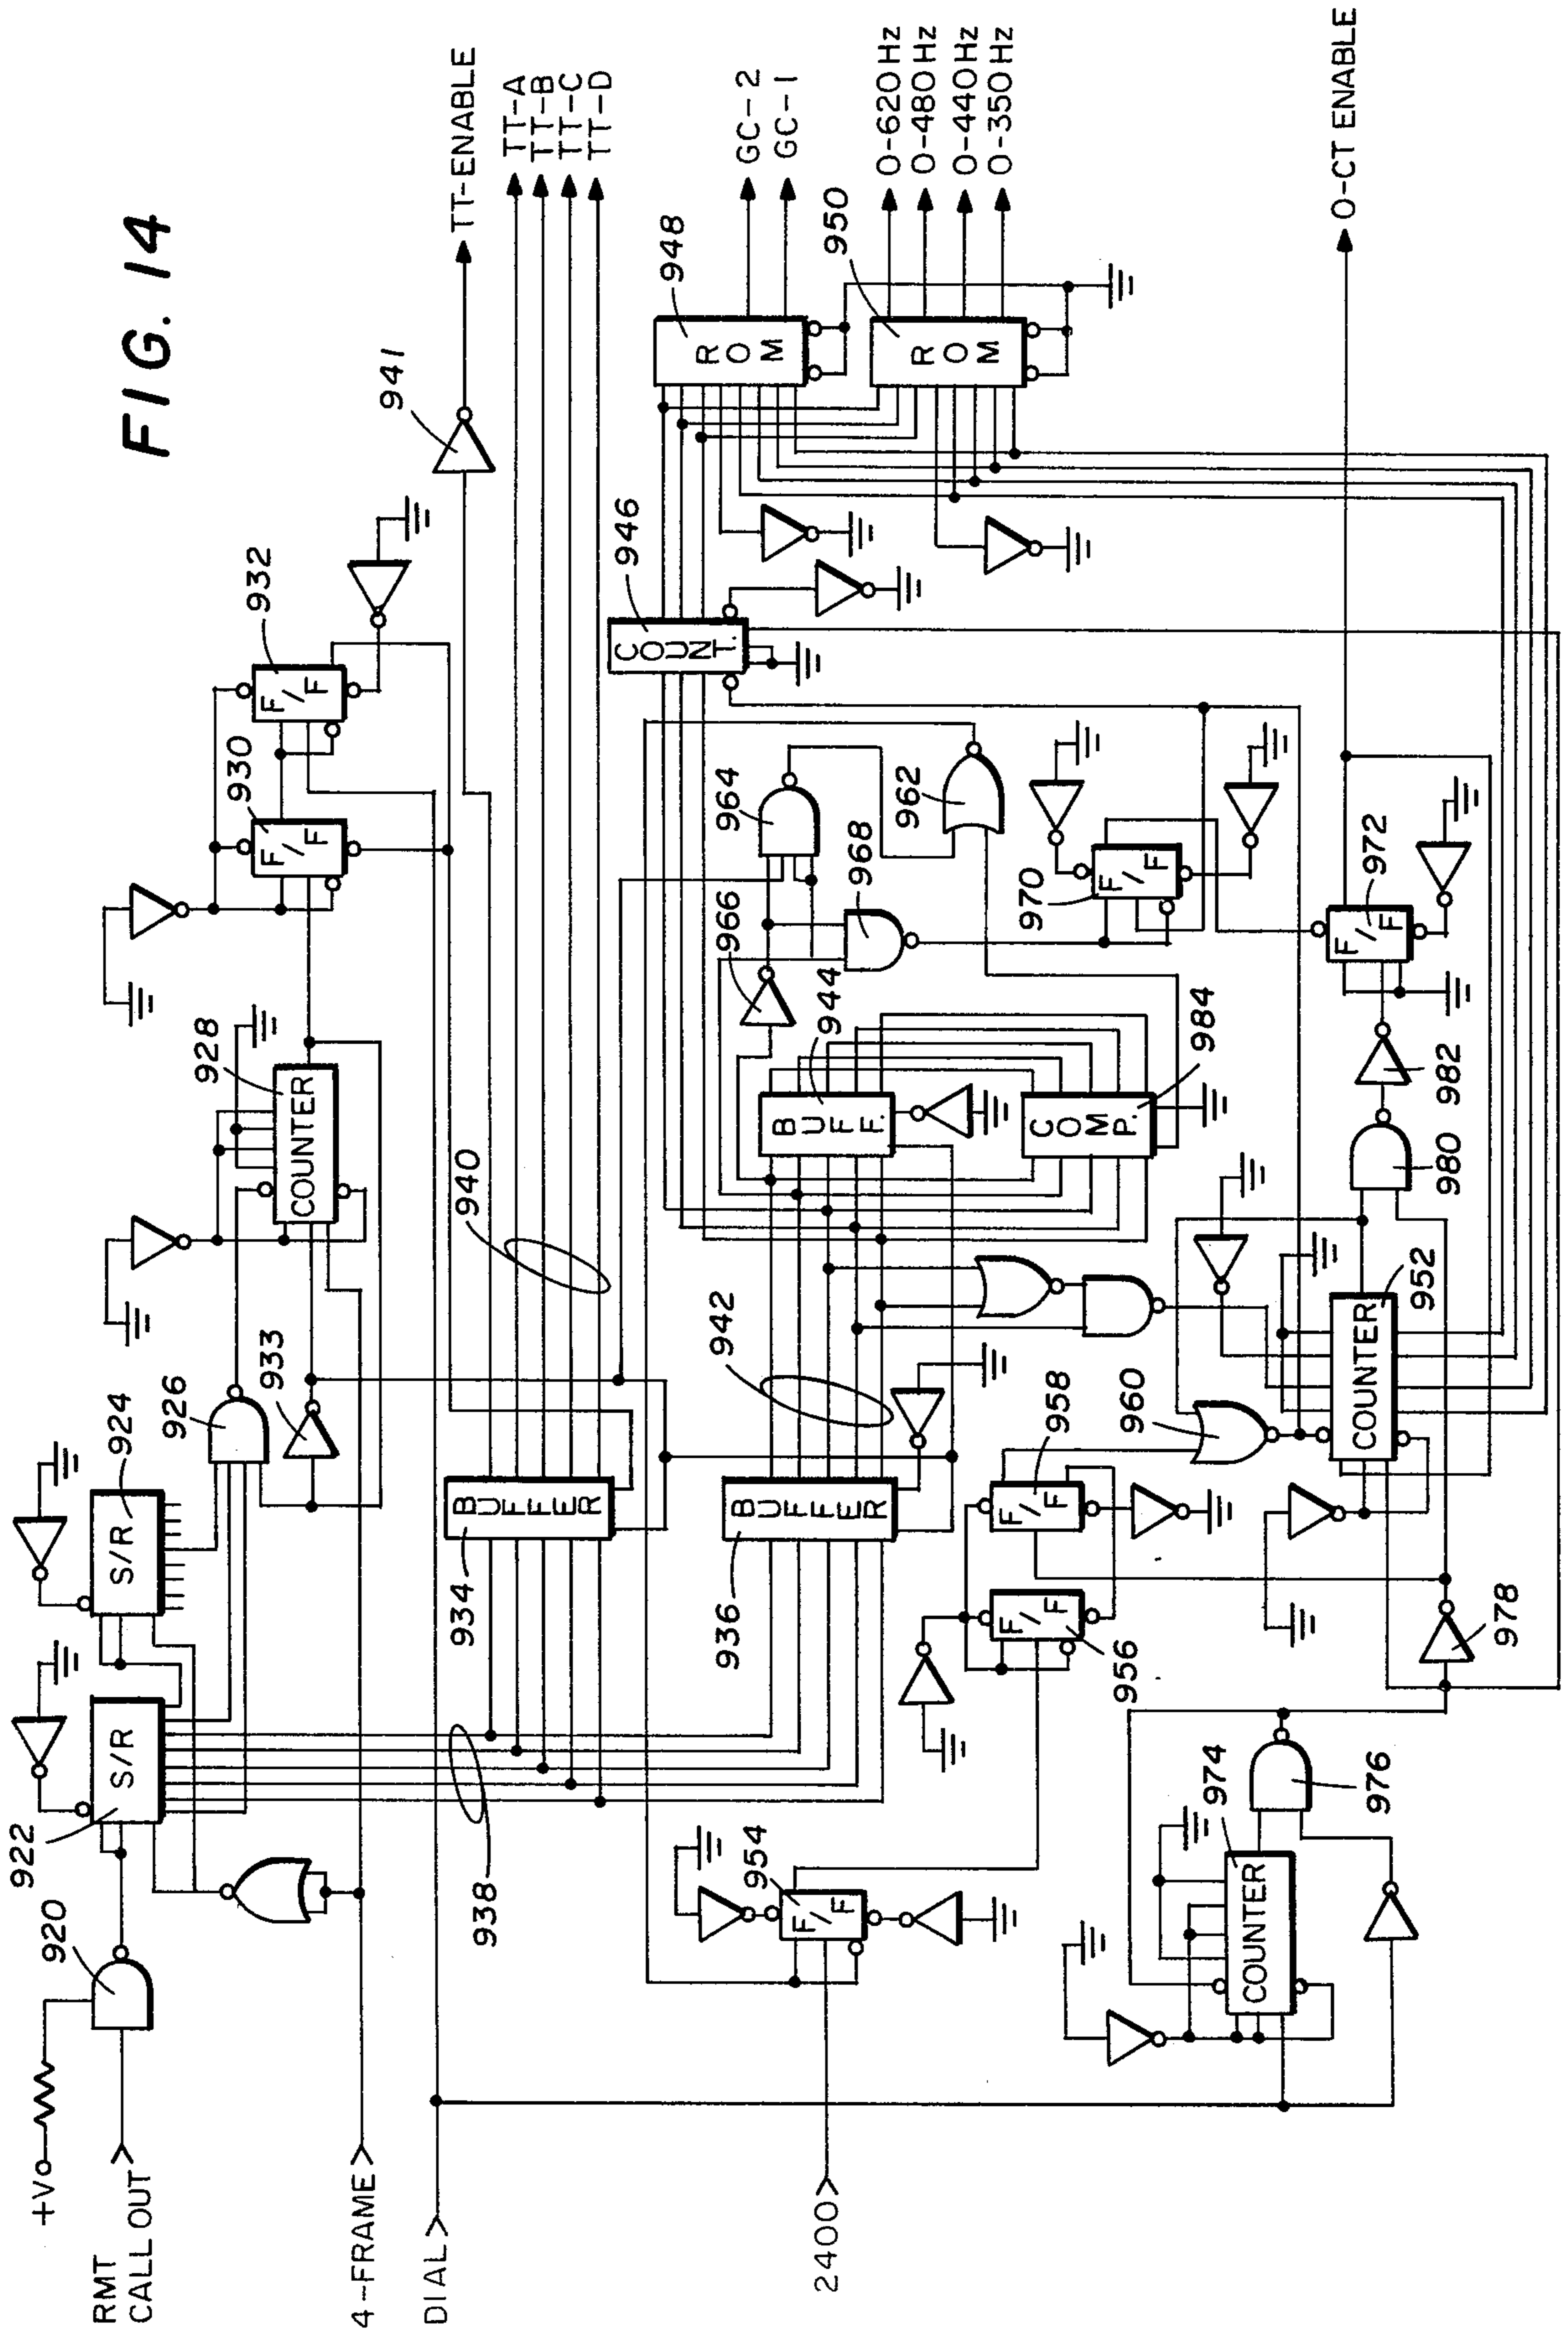 FIG. 14
+V
RMT
CALL OUT
4-FRAME
DIAL
2400
920
922
S/R
924
S/R
926
933
928
COUNTER
930
F/F
932
F/F
941
TT-ENABLE
TT-A
TT-B
TT-C
TT-D
934
BUFFER
936
BUFFER
938
940
942
944
BUFF.
984
COMP.
946
COUNT.
948
ROM
950
ROM
GC-2
GC-1
0-620Hz
0-480Hz
0-440Hz
0-350Hz
964
966
968
962
970
F/F
972
F/F
0-CT ENABLE
954
F/F
956
F/F
958
F/F
960
952
COUNTER
980
982
974
COUNTER
976
978